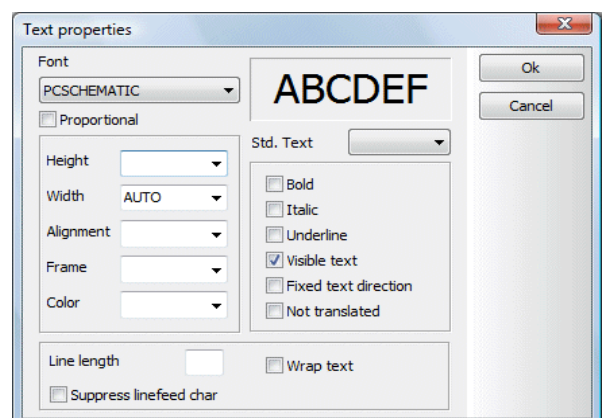 Text properties
Font
PCSCHEMATIC
Proportional
ABCDEF
Ok
Cancel
Std. Text
Height
Width AUTO
Alignment
Frame
Color
Bold
Italic
Underline
Visible text
Fixed text direction
Not translated
Line length
Wrap text
Suppress linefeed char